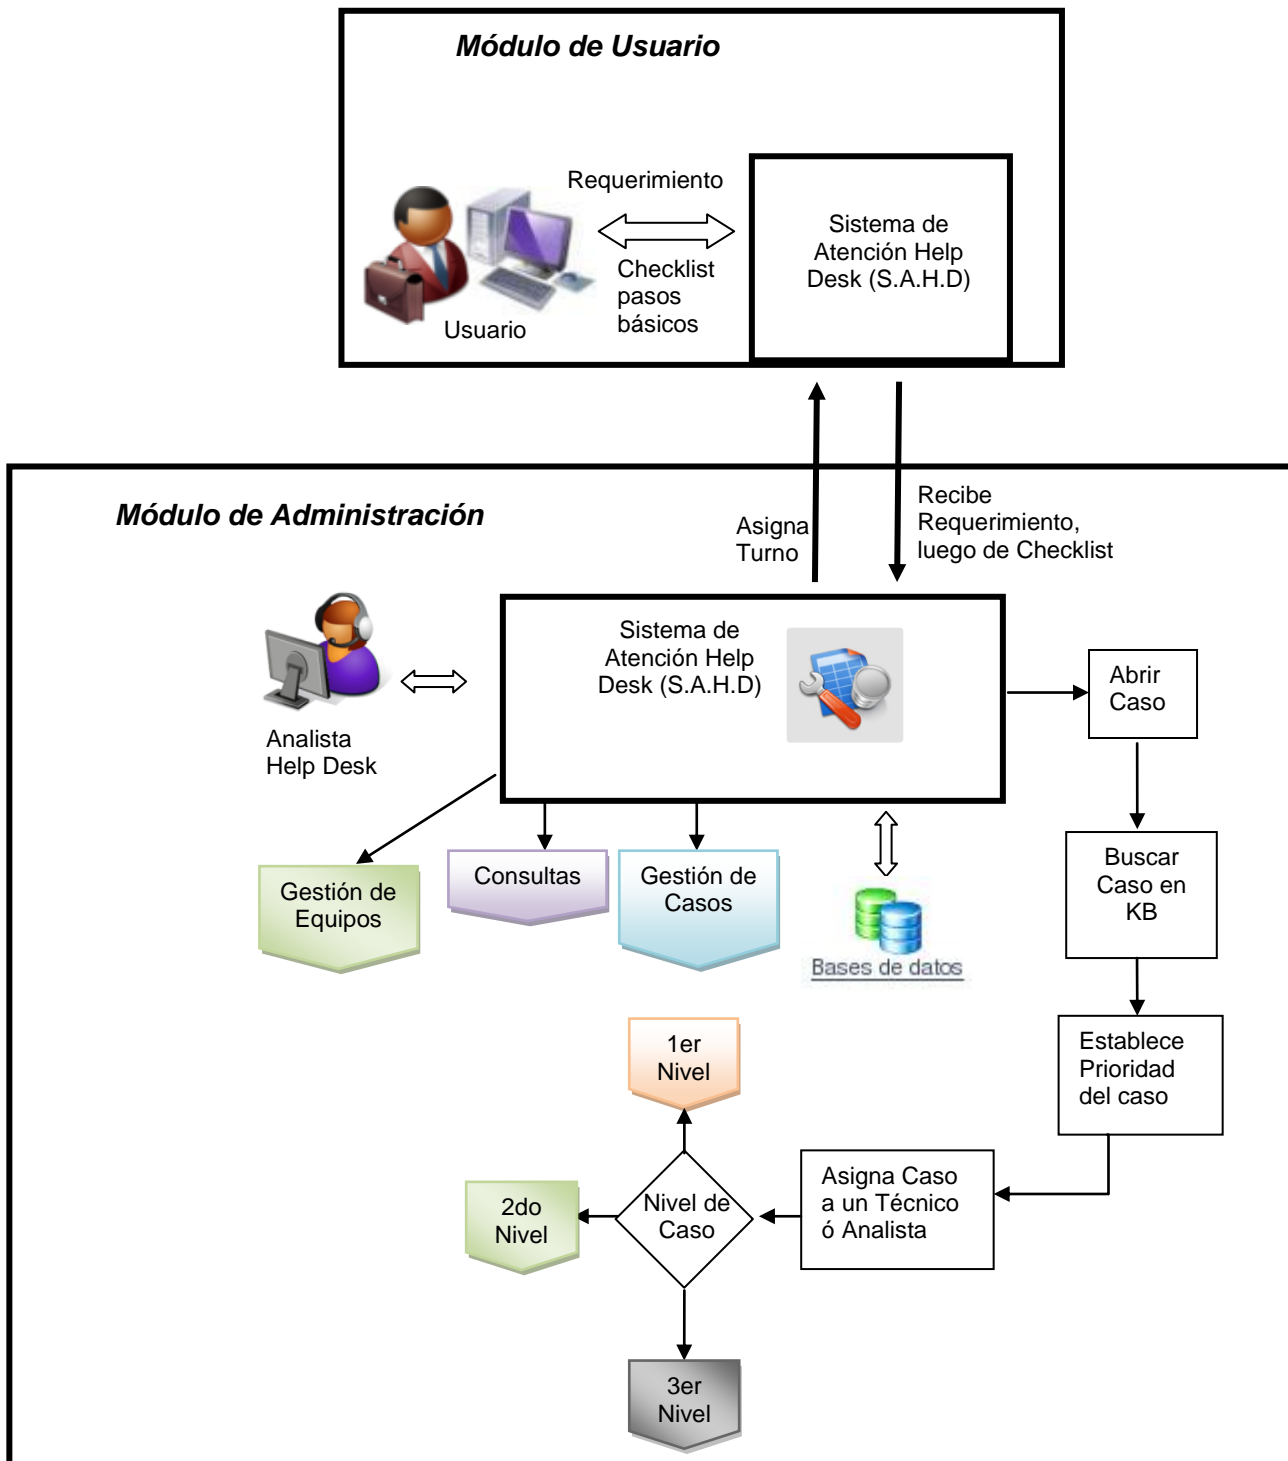 Módulo de Usuario
Requerimiento
Checklist
pasos
básicos
Usuario
Sistema de
Atención Help
Desk (S.A.H.D)
Módulo de Administración
Asigna
Turno
Recibe
Requerimiento,
luego de Checklist
Analista
Help Desk
Sistema de
Atención Help
Desk (S.A.H.D)
Abrir
Caso
Gestión de
Equipos
Consultas
Gestión de
Casos
Bases de datos
Buscar
Caso en
KB
Establece
Prioridad
del caso
Asigna Caso
a un Técnico
ó Analista
Nivel de
Caso
1er
Nivel
2do
Nivel
3er
Nivel